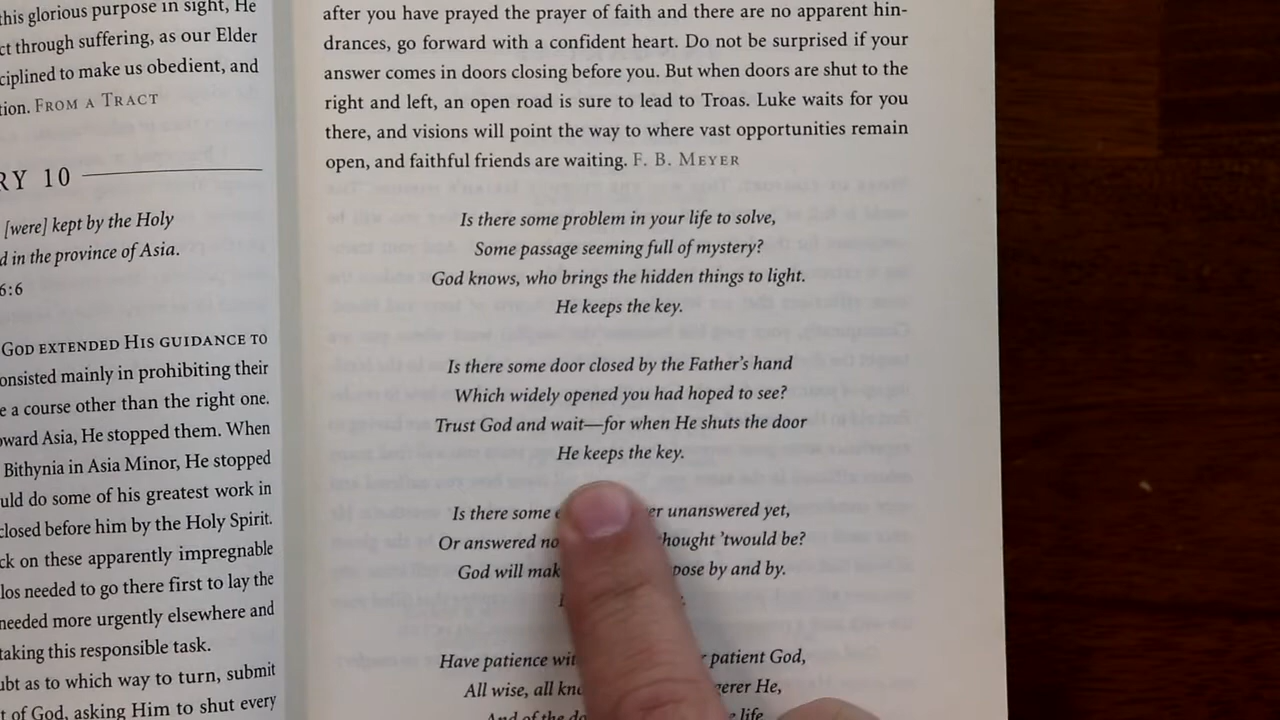 this glorious purpose in sight, He
ct through suffering, as our Elder
ciplined to make us obedient, and
tion. FROM A TRACT
RY 10
[were] kept by the Holy
d in the province of Asia.
6:6
GOD EXTENDED HIS GUIDANCE TO
onsisted mainly in prohibiting their
e a course other than the right one.
oward Asia, He stopped them. When
Bithynia in Asia Minor, He stopped
uld do some of his greatest work in
closed before him by the Holy Spirit.
ck on these apparently impregnable
los needed to go there first to lay the
needed more urgently elsewhere and
taking this responsible task.
ubt as to which way to turn, submit
t of God, asking Him to shut every
after you have prayed the prayer of faith and there are no apparent hin-
drances, go forward with a confident heart. Do not be surprised if your
answer comes in doors closing before you. But when doors are shut to the
right and left, an open road is sure to lead to Troas. Luke waits for you
there, and visions will point the way to where vast opportunities remain
open, and faithful friends are waiting. F. B. MEYER
Is there some problem in your life to solve,
Some passage seeming full of mystery?
God knows, who brings the hidden things to light.
He keeps the key.
Is there some door closed by the Father's hand
Which widely opened you had hoped to see?
Trust God and wait—for when He shuts the door
He keeps the key.
Is there some er unanswered yet,
Or answered no hought 'twould be?
God will mak pose by and by.
Have patience wit patient God,
All wise, all kno gerer He,
And of the do e life